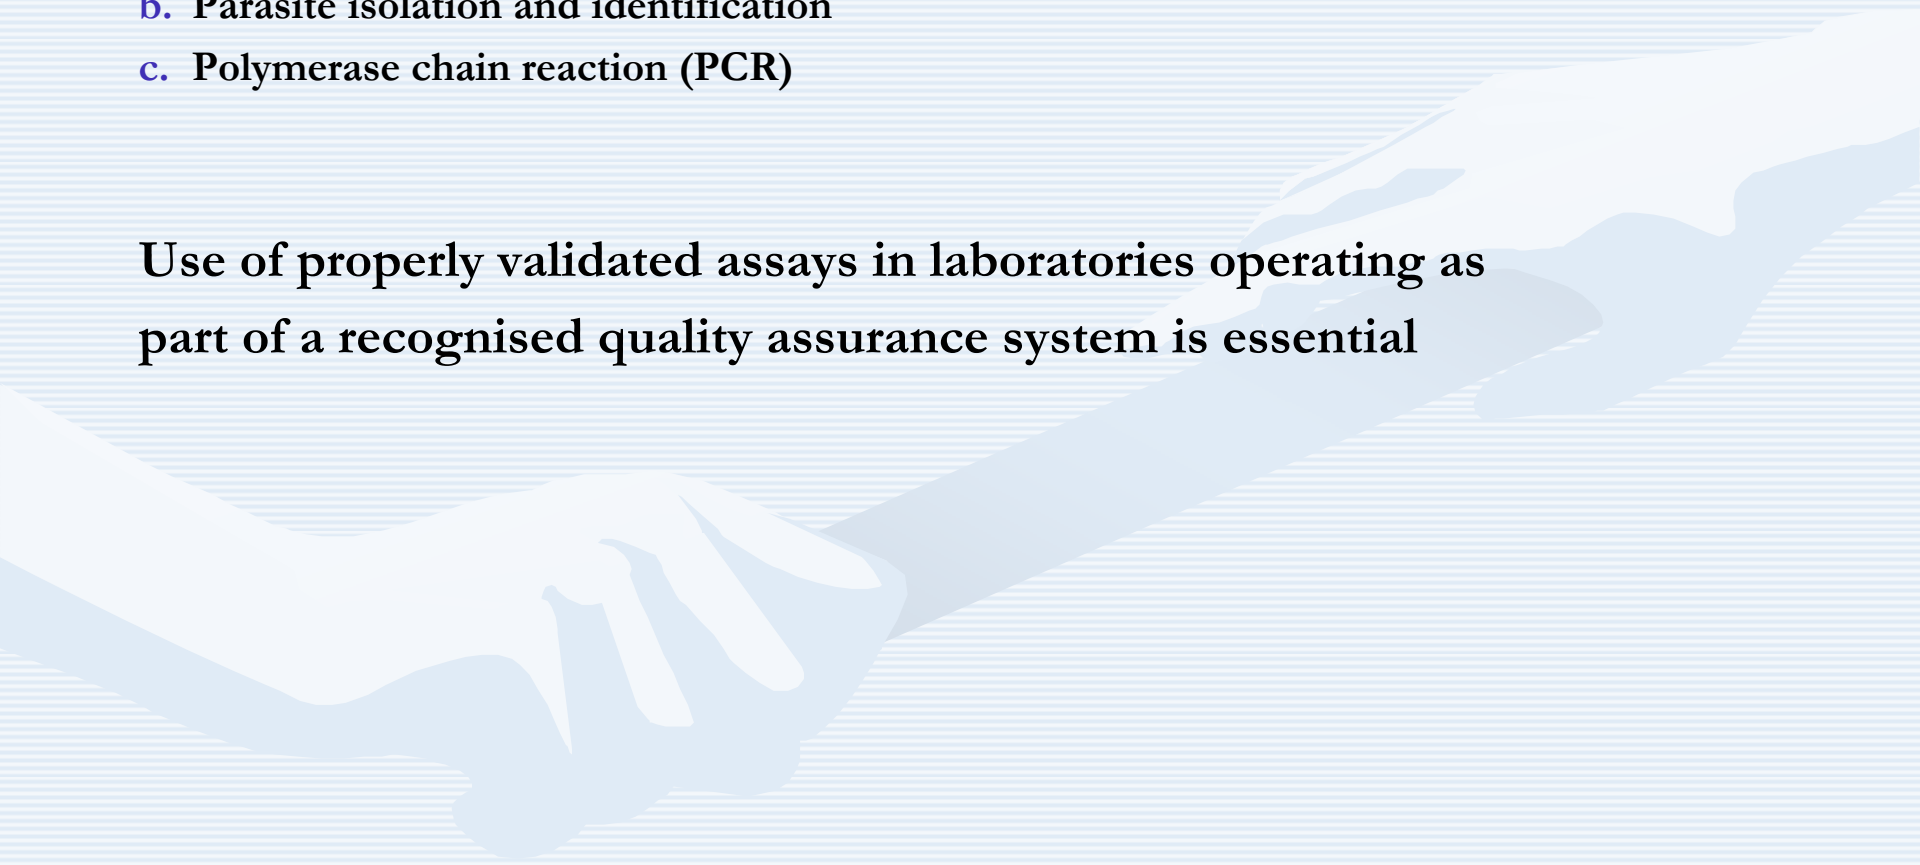 b. Parasite isolation and identification
c. Polymerase chain reaction (PCR)
Use of properly validated assays in laboratories operating as
part of a recognised quality assurance system is essential